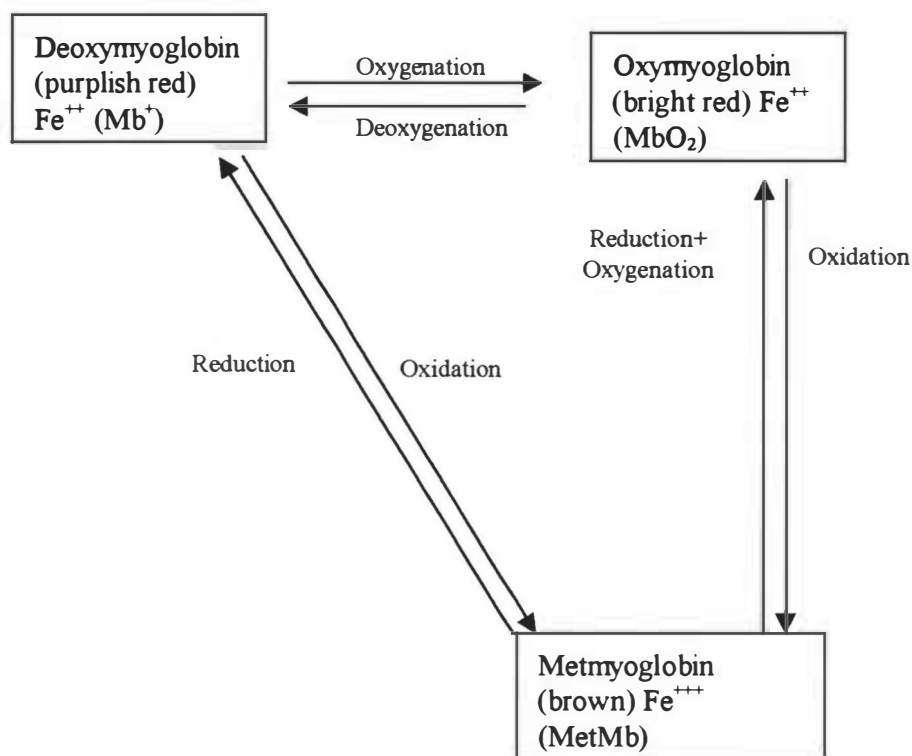 Deoxymyoglobin
(purplish red)
Fe⁺⁺ (Mb⁺)
Oxygenation
Deoxygenation
Oxymyoglobin
(bright red) Fe⁺⁺
(MbO₂)
Reduction+
Oxygenation
Oxidation
Reduction
Oxidation
Metmyoglobin
(brown) Fe⁺⁺⁺
(MetMb)